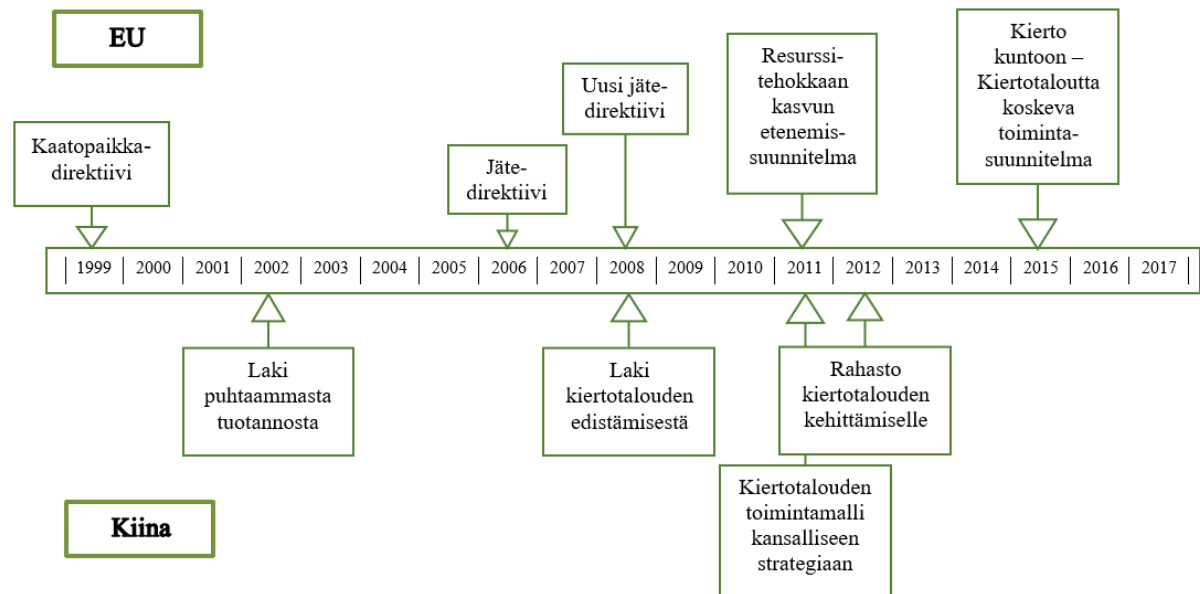 EU
Kaatopaikka-
direktiivi
Jäte-
direktiivi
Uusi jäte-
direktiivi
Resurssi-
tehokkaan
kasvun
etenemis-
suunnitelma
Kierto
kuntoon –
Kiertotaloutta
koskeva
toiminta-
suunnitelma
1999 2000 2001 2002 2003 2004 2005 2006 2007 2008 2009 2010 2011 2012 2013 2014 2015 2016 2017
Laki
puhtaammasta
tuotannosta
Laki
kiertotalouden
edistämisestä
Rahasto
kiertotalouden
kehittämiselle
Kiertotalouden
toimintamalli
kansalliseen
strategiaan
Kiina